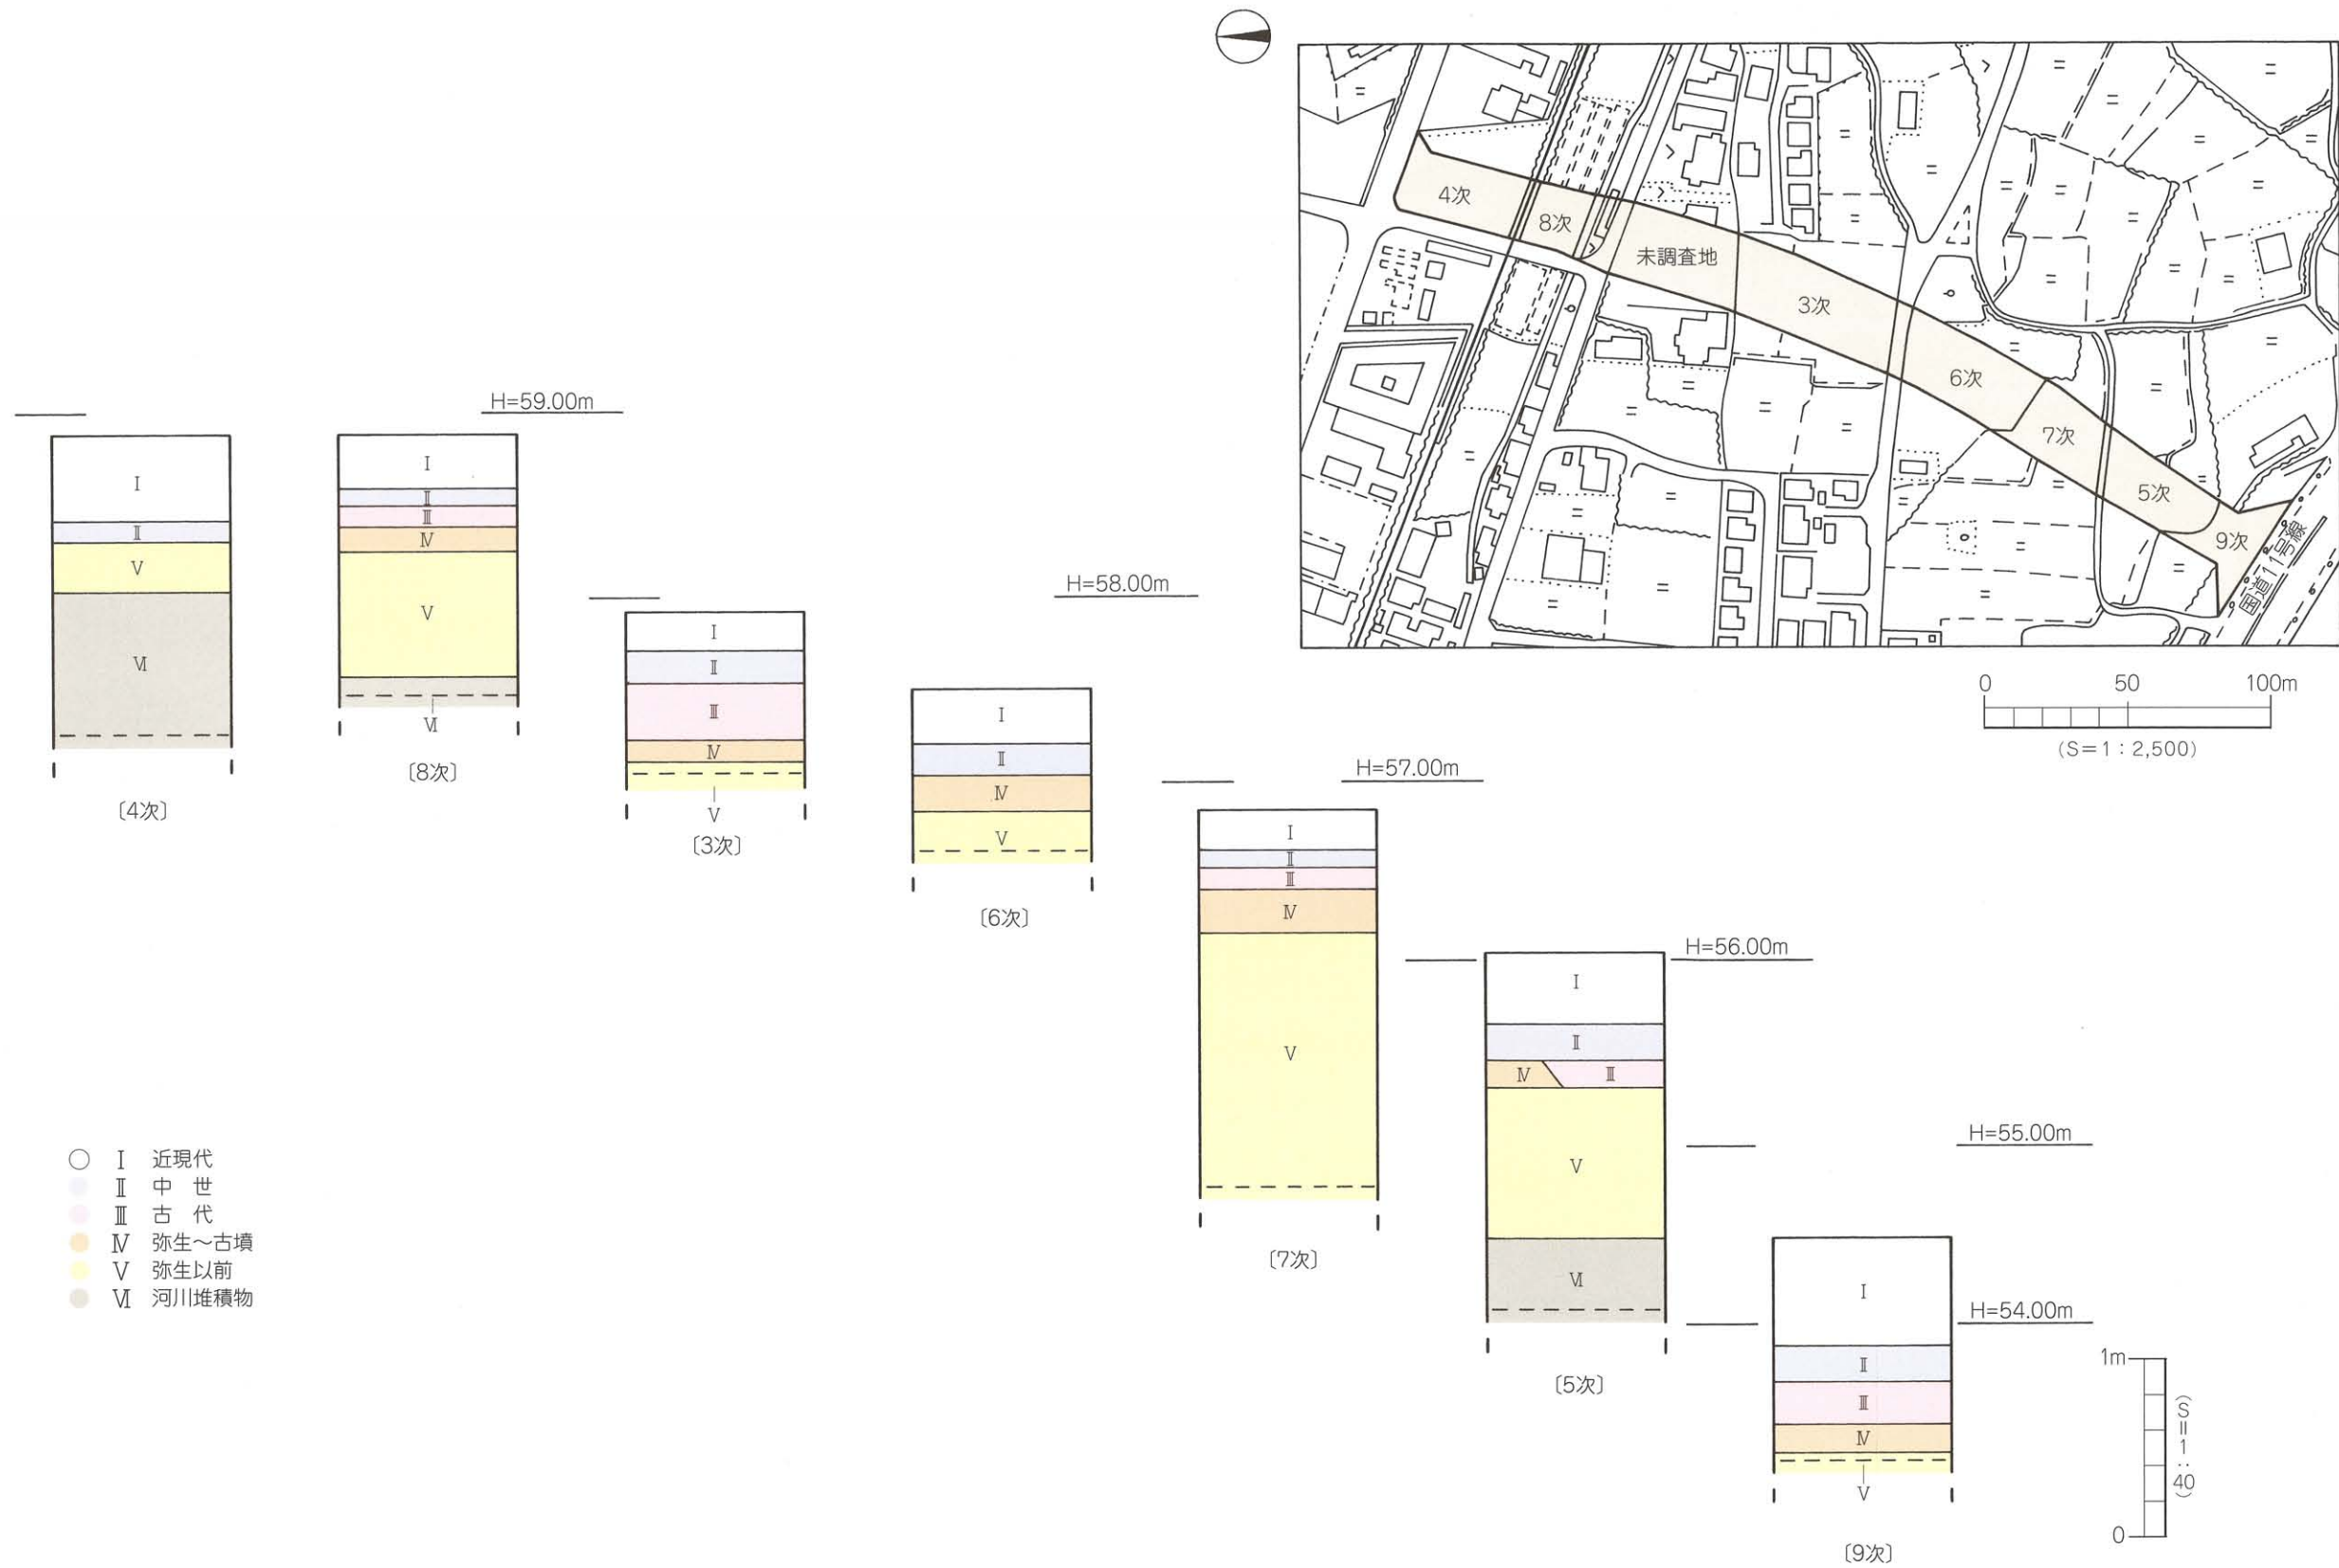 4次
8次
未調査地
3次
6次
7次
5次
9次
国道11号線
0 50 100m
(S=1:2,500)
H=59.00m
I
II
V
VI
〔4次〕
I
II
III
IV
V
VI
〔8次〕
I
II
III
IV
V
〔3次〕
H=58.00m
I
II
IV
V
〔6次〕
H=57.00m
I
II
III
IV
V
〔7次〕
H=56.00m
I
II
IV III
V
VI
〔5次〕
H=55.00m
H=54.00m
I
II
III
IV
V
〔9次〕
1m
0
(S=1:40)
I 近現代
II 中世
III 古代
IV 弥生～古墳
V 弥生以前
VI 河川堆積物